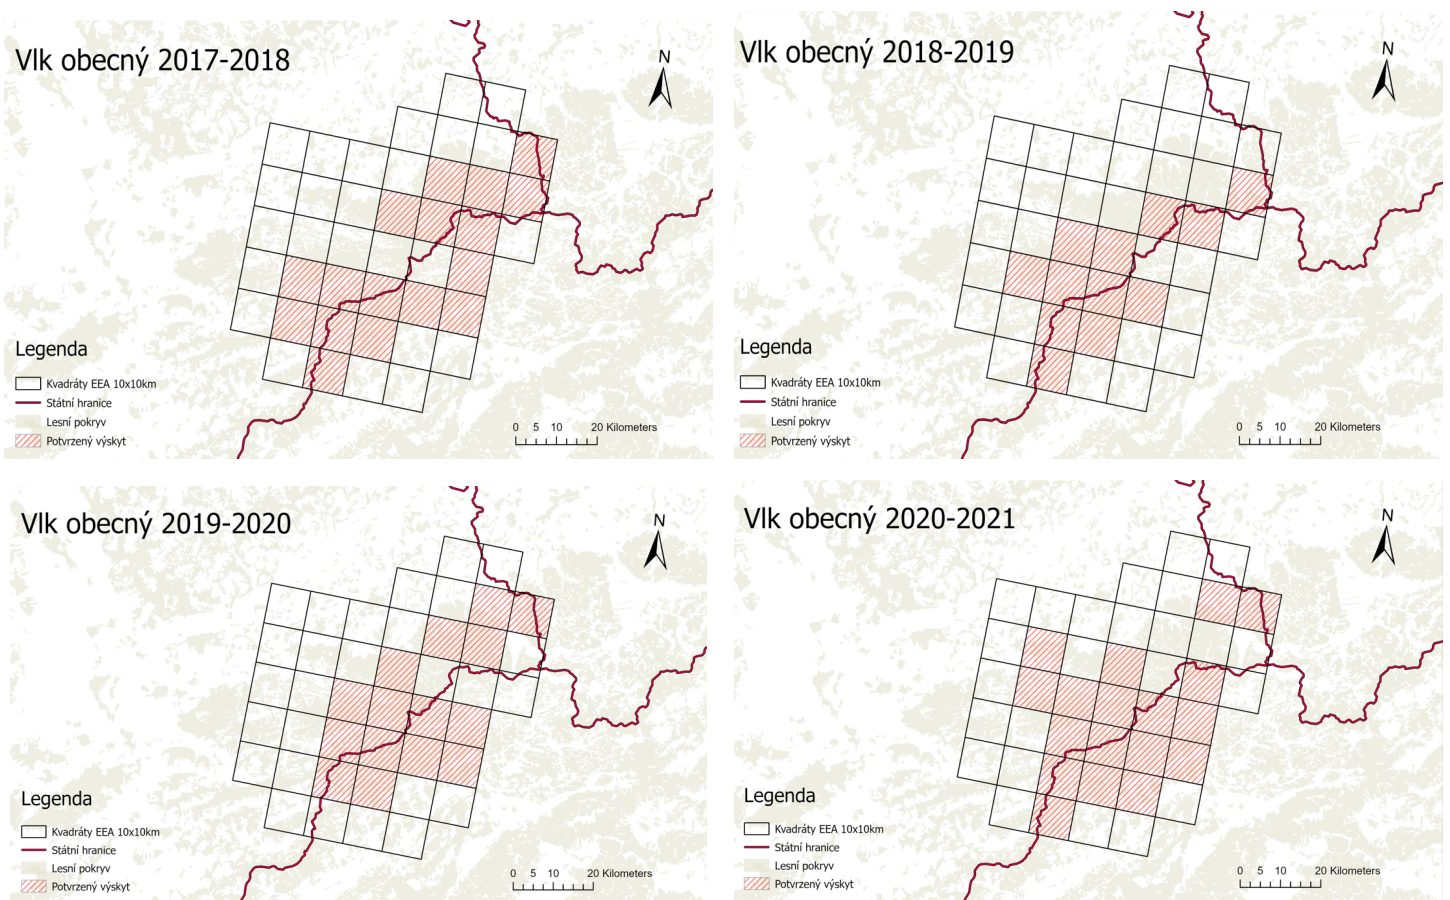 Vlk obecný 2017-2018
N
Legenda
Kvadráty EEA 10x10km
Státní hranice
Lesní pokryv
Potvrzený výskyt
0 5 10 20 Kilometers
Vlk obecný 2018-2019
N
Legenda
Kvadráty EEA 10x10km
Státní hranice
Lesní pokryv
Potvrzený výskyt
0 5 10 20 Kilometers
Vlk obecný 2019-2020
N
Legenda
Kvadráty EEA 10x10km
Státní hranice
Lesní pokryv
Potvrzený výskyt
0 5 10 20 Kilometers
Vlk obecný 2020-2021
N
Legenda
Kvadráty EEA 10x10km
Státní hranice
Lesní pokryv
Potvrzený výskyt
0 5 10 20 Kilometers